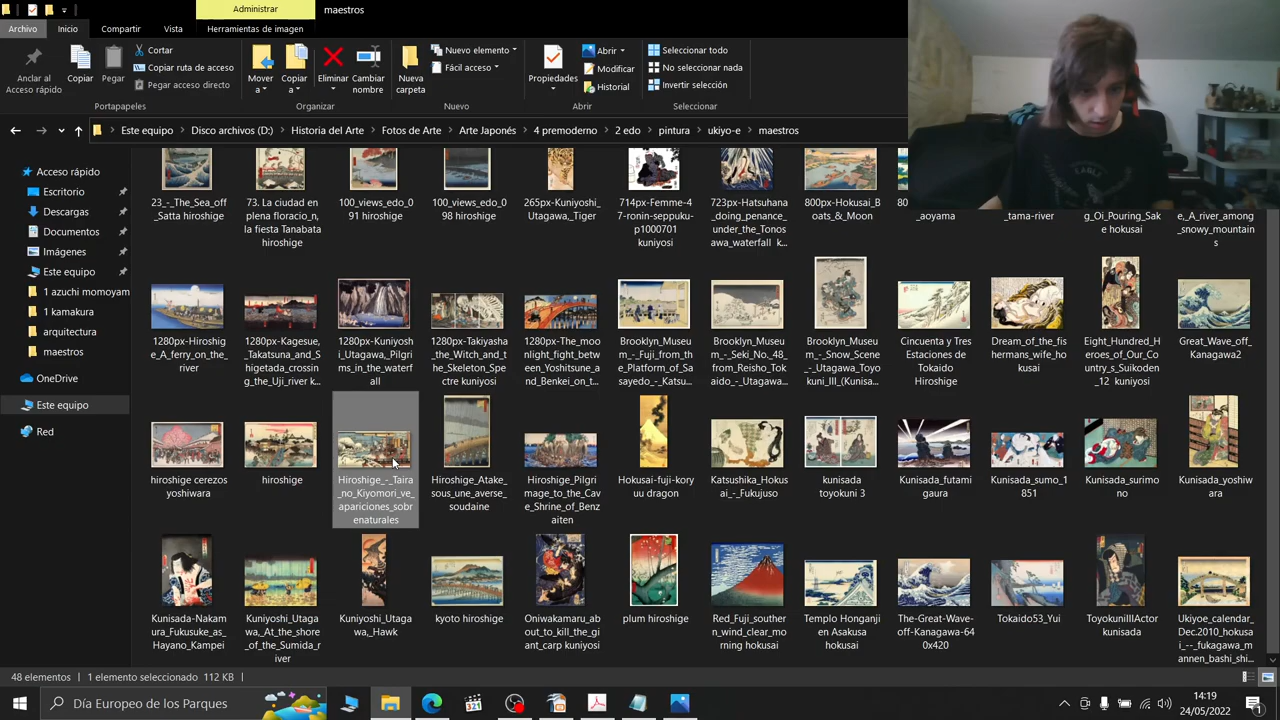 Administrar
maestros
Archivo
Inicio
Compartir
Vista
Herramientas de imagen
Anclar al
Acceso rápido
Copiar
Pegar
Cortar
Copiar ruta de acceso
Pegar acceso directo
Portapapeles
Mover
a
Copiar
a
Eliminar
Cambiar
nombre
Organizar
Nueva
carpeta
Nuevo elemento
Fácil acceso
Nuevo
Propiedades
Abrir
Modificar
Historial
Abrir
Seleccionar todo
No seleccionar nada
Invertir selección
Seleccionar
Este equipo > Disco archivos (D:) > Historia del Arte > Fotos de Arte > Arte Japonés > 4 premoderno > 2 edo > pintura > ukiyo-e > maestros
Acceso rápido
Escritorio
Descargas
Documentos
Imágenes
Este equipo
1 azuchi momoyam
1 kamakura
arquitectura
maestros
OneDrive
Este equipo
Red
23_-_The_Sea_off
_Satta hiroshige
73. La ciudad en
plena floracio_n,
la fiesta Tanabata
hiroshige
100_views_edo_0
91 hiroshige
100_views_edo_0
98 hiroshige
265px-Kuniyoshi_
Utagawa,_Tiger
714px-Femme-4
7-ronin-seppuku-
p1000701
kuniyosi
723px-Hatsuhana
_doing_penance_
under_the_Tonos
awa_waterfall k...
800px-Hokusai_B
oats_&_Moon
80
_aoyama
_tama-river
g_Oi_Pouring_Sak
e hokusai
e,_A_river_among
_snowy_mountain
s
1280px-Hiroshig
e_A_ferry_on_the
_river
1280px-Kagesue,
_Takatsuna_and_S
higetada_crossin
g_the_Uji_river k...
1280px-Kuniyosh
i_Utagawa_Pilgri
ms_in_the_waterf
all
1280px-Takiyasha
_the_Witch_and_t
he_Skeleton_Spe
ctre kuniyosi
1280px-The_moo
nlight_fight_betw
een_Yoshitsune_a
nd_Benkei_on_t...
Brooklyn_Museu
m_-_Fuji_from_th
e_Platform_of_Sa
sayedo_-_Katsu...
Brooklyn_Museu
m_-_Seki_No._48_
from_Reisho_Tok
aido_-_Utagawa...
Brooklyn_Museu
m_-_Snow_Scene
_-_Utagawa_Toyo
kuni_III_(Kunisa...
Cincuenta y Tres
Estaciones de
Tokaido
Hiroshige
Dream_of_the_fis
hermans_wife_ho
kusai
Eight_Hundred_H
eroes_of_Our_Co
untry_s_Suikoden
_12 kuniyosi
Great_Wave_off_
Kanagawa2
hiroshige cerezos
yoshiwara
hiroshige
Hiroshige_-_Taira
_no_Kiyomori_ve_
apariciones_sobr
enaturales
Hiroshige_Atake_
sous_une_averse_
soudaine
Hiroshige_Pilgri
mage_to_the_Cav
e_Shrine_of_Benz
aiten
Hokusai-fuji-kory
uu dragon
Katsushika_Hokus
ai_-_Fukujuso
kunisada
toyokuni 3
Kunisada_futami
gaura
Kunisada_sumo_1
851
Kunisada_surimo
no
Kunisada_yoshiw
ara
Kunisada-Nakam
ura_Fukusuke_as_
Hayano_Kampei
Kuniyoshi_Utaga
wa,_At_the_shore
_of_the_Sumida_r
iver
Kuniyoshi_Utaga
wa,_Hawk
kyoto hiroshige
Oniwakamaru_ab
out_to_kill_the_gi
ant_carp kuniyosi
plum hiroshige
Red_Fuji_souther
n_wind_clear_mo
rning hokusai
Templo Honganji
en Asakusa
hokusai
The-Great-Wave-
off-Kanagawa-64
0x420
Tokaido53_Yui
ToyokuniIIIActor
kunisada
Ukiyoe_calendar_
Dec.2010_hokusa
i_--_fukagawa_m
annen_bashi_shi...
48 elementos
1 elemento seleccionado 112 KB
Día Europeo de los Parques
321
14:19
24/05/2022
1